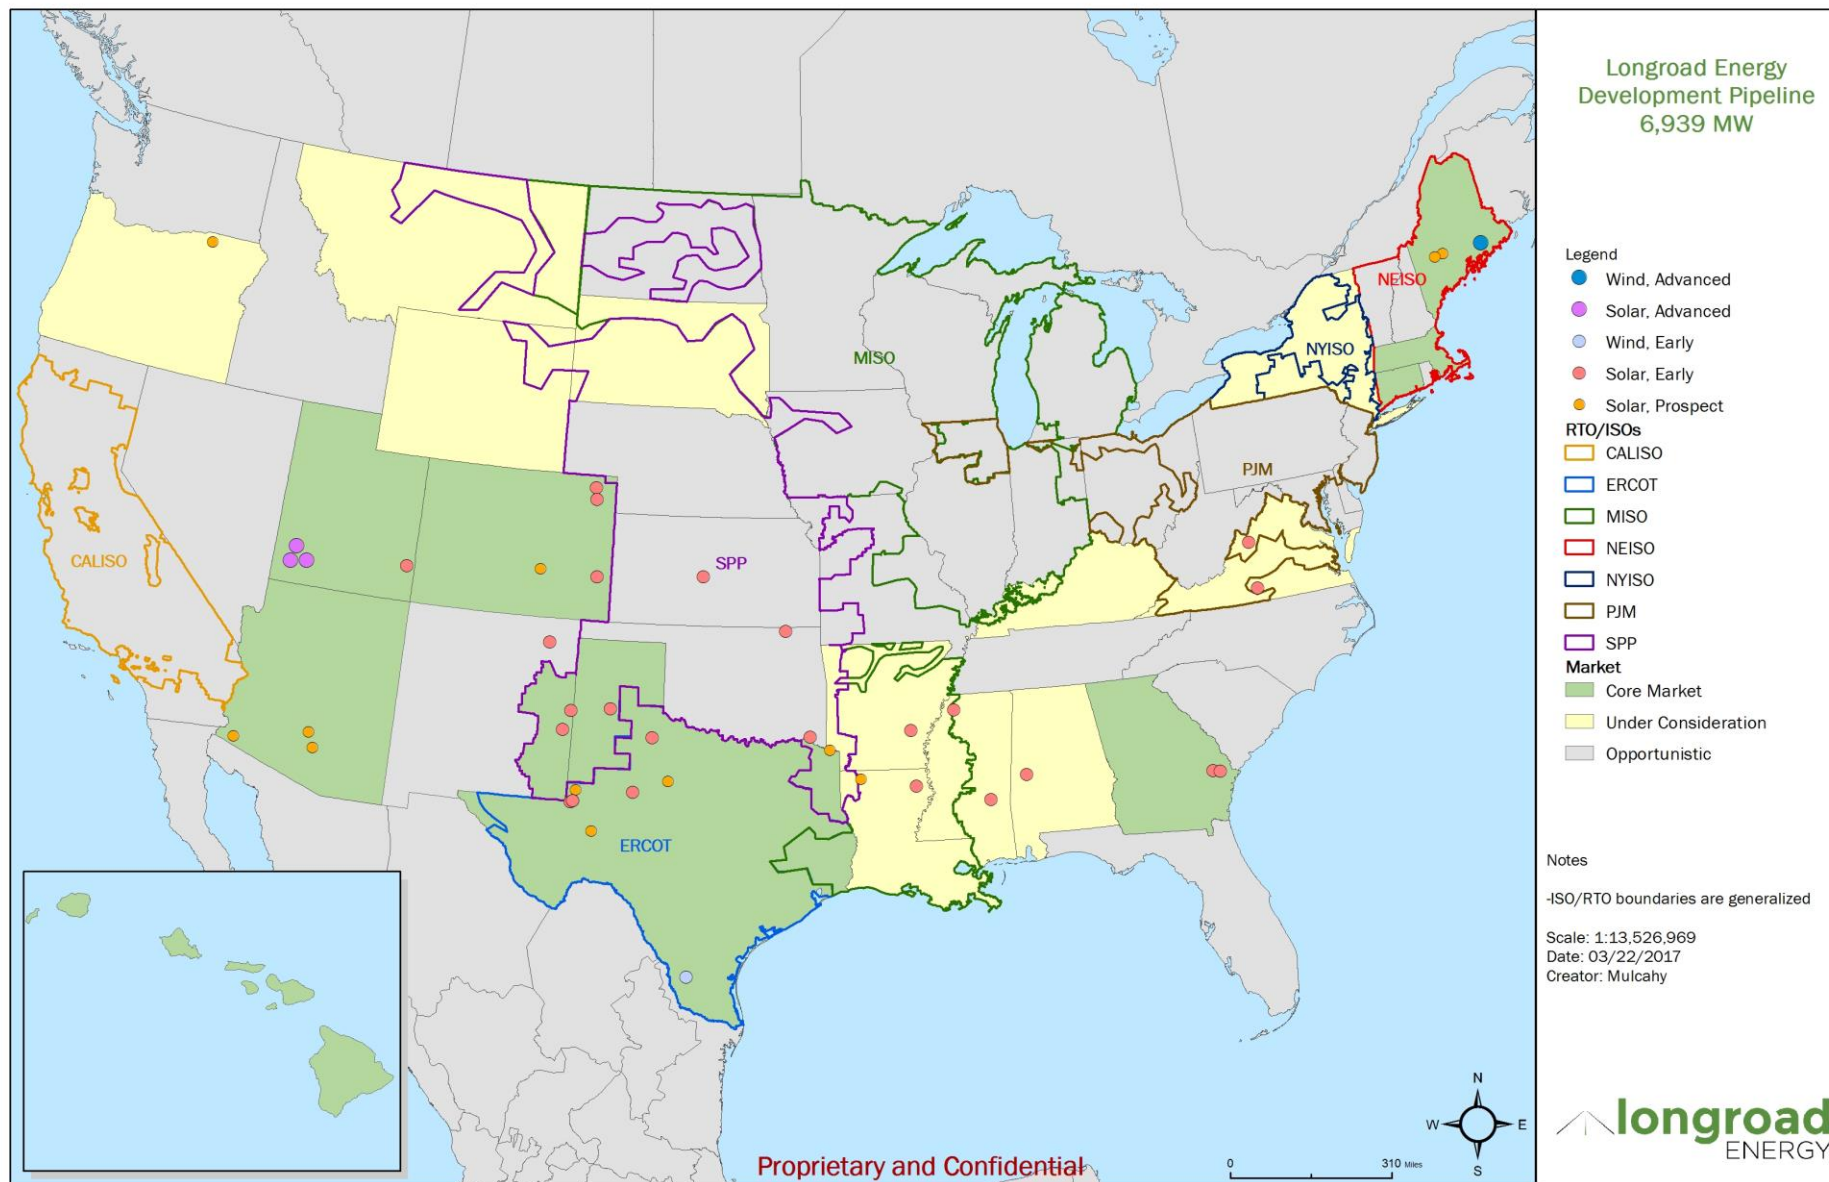 Longroad Energy
Development Pipeline
6,939 MW
Legend
Wind, Advanced
Solar, Advanced
Wind, Early
Solar, Early
Solar, Prospect
RTO/ISOs
CALISO
ERCOT
MISO
NEISO
NYISO
PJM
SPP
Market
Core Market
Under Consideration
Opportunistic
Notes
-ISO/RTO boundaries are generalized
Scale: 1:13,526,969
Date: 03/22/2017
Creator: Mulcahy
longroad
ENERGY
NEISO
NYISO
MISO
PJM
SPP
CALISO
ERCOT
N
W
E
S
0
310 Miles
Proprietary and Confidential